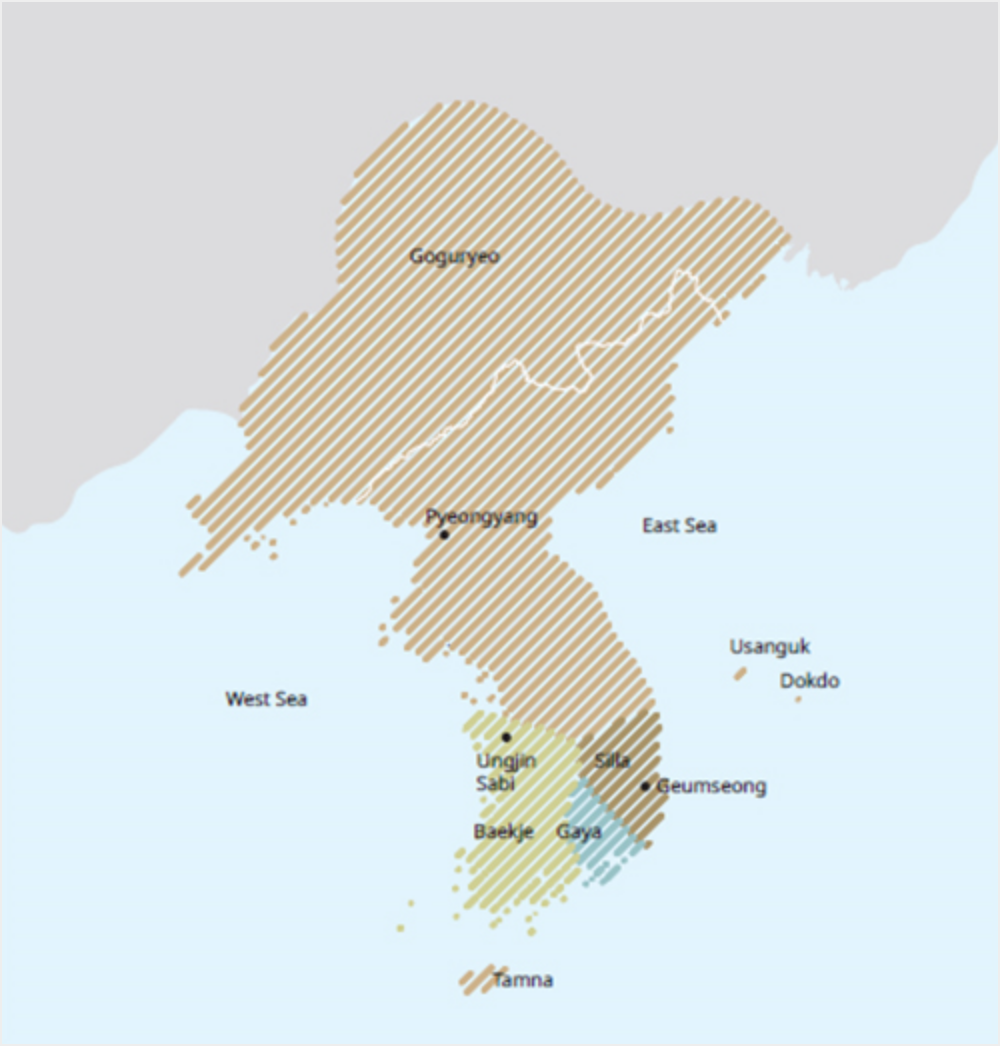 Goguryeo
Pyeongyang
East Sea
Usanguk
Dokdo
West Sea
Ungjin
Sabi
Silla
Geumseong
Baekje
Gaya
Tamna